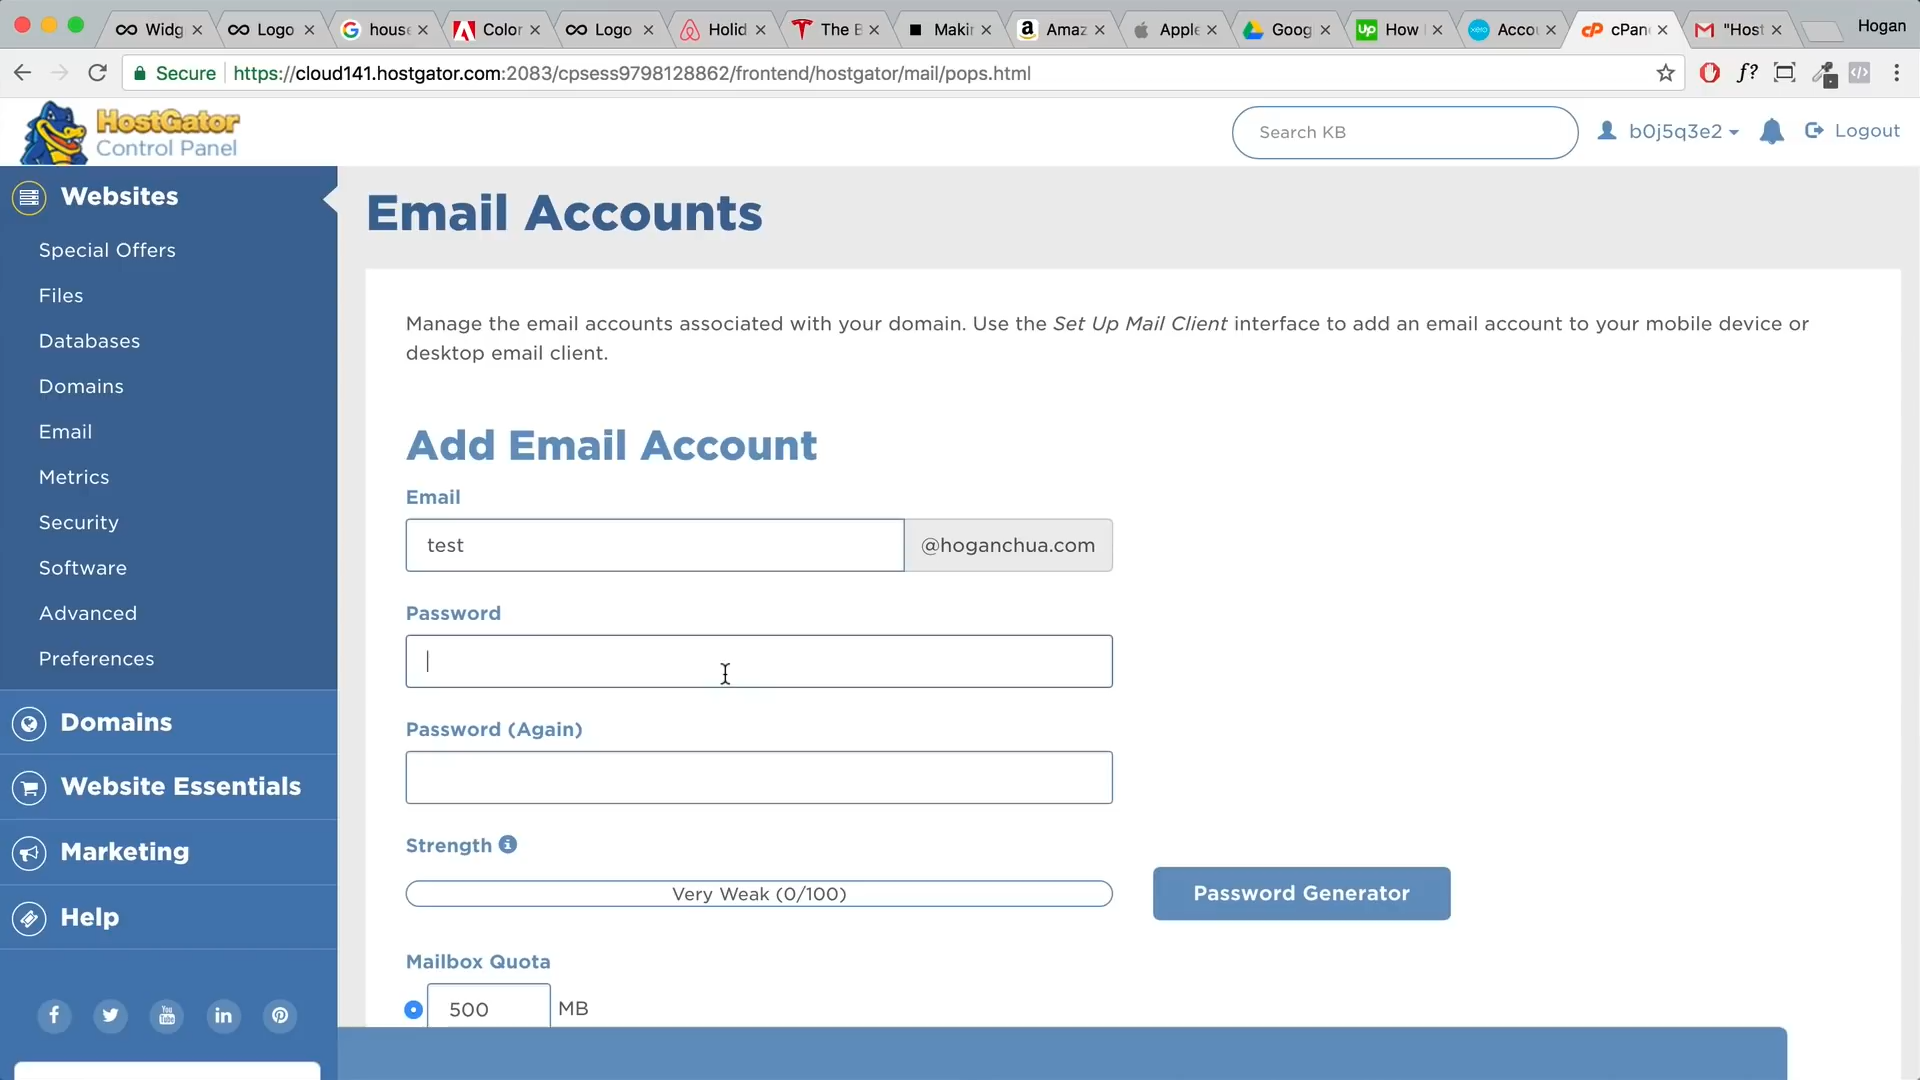 Widg
Logo
house
Color
Logo
Holid
The B
Makin
Amaz
Apple
Goog
How
Accou
cPan
"Host
Hogan
Secure
https://cloud141.hostgator.com:2083/cpsess9798128862/frontend/hostgator/mail/pops.html
f?
HostGator
Control Panel
Search KB
b0j5q3e2
Logout
Websites
Special Offers
Files
Databases
Domains
Email
Metrics
Security
Software
Advanced
Preferences
Domains
Website Essentials
Marketing
Help
Email Accounts
Manage the email accounts associated with your domain. Use the Set Up Mail Client interface to add an email account to your mobile device or
desktop email client.
Add Email Account
Email
test
@hoganchua.com
Password
Password (Again)
Strength
Very Weak (0/100)
Password Generator
Mailbox Quota
500
MB